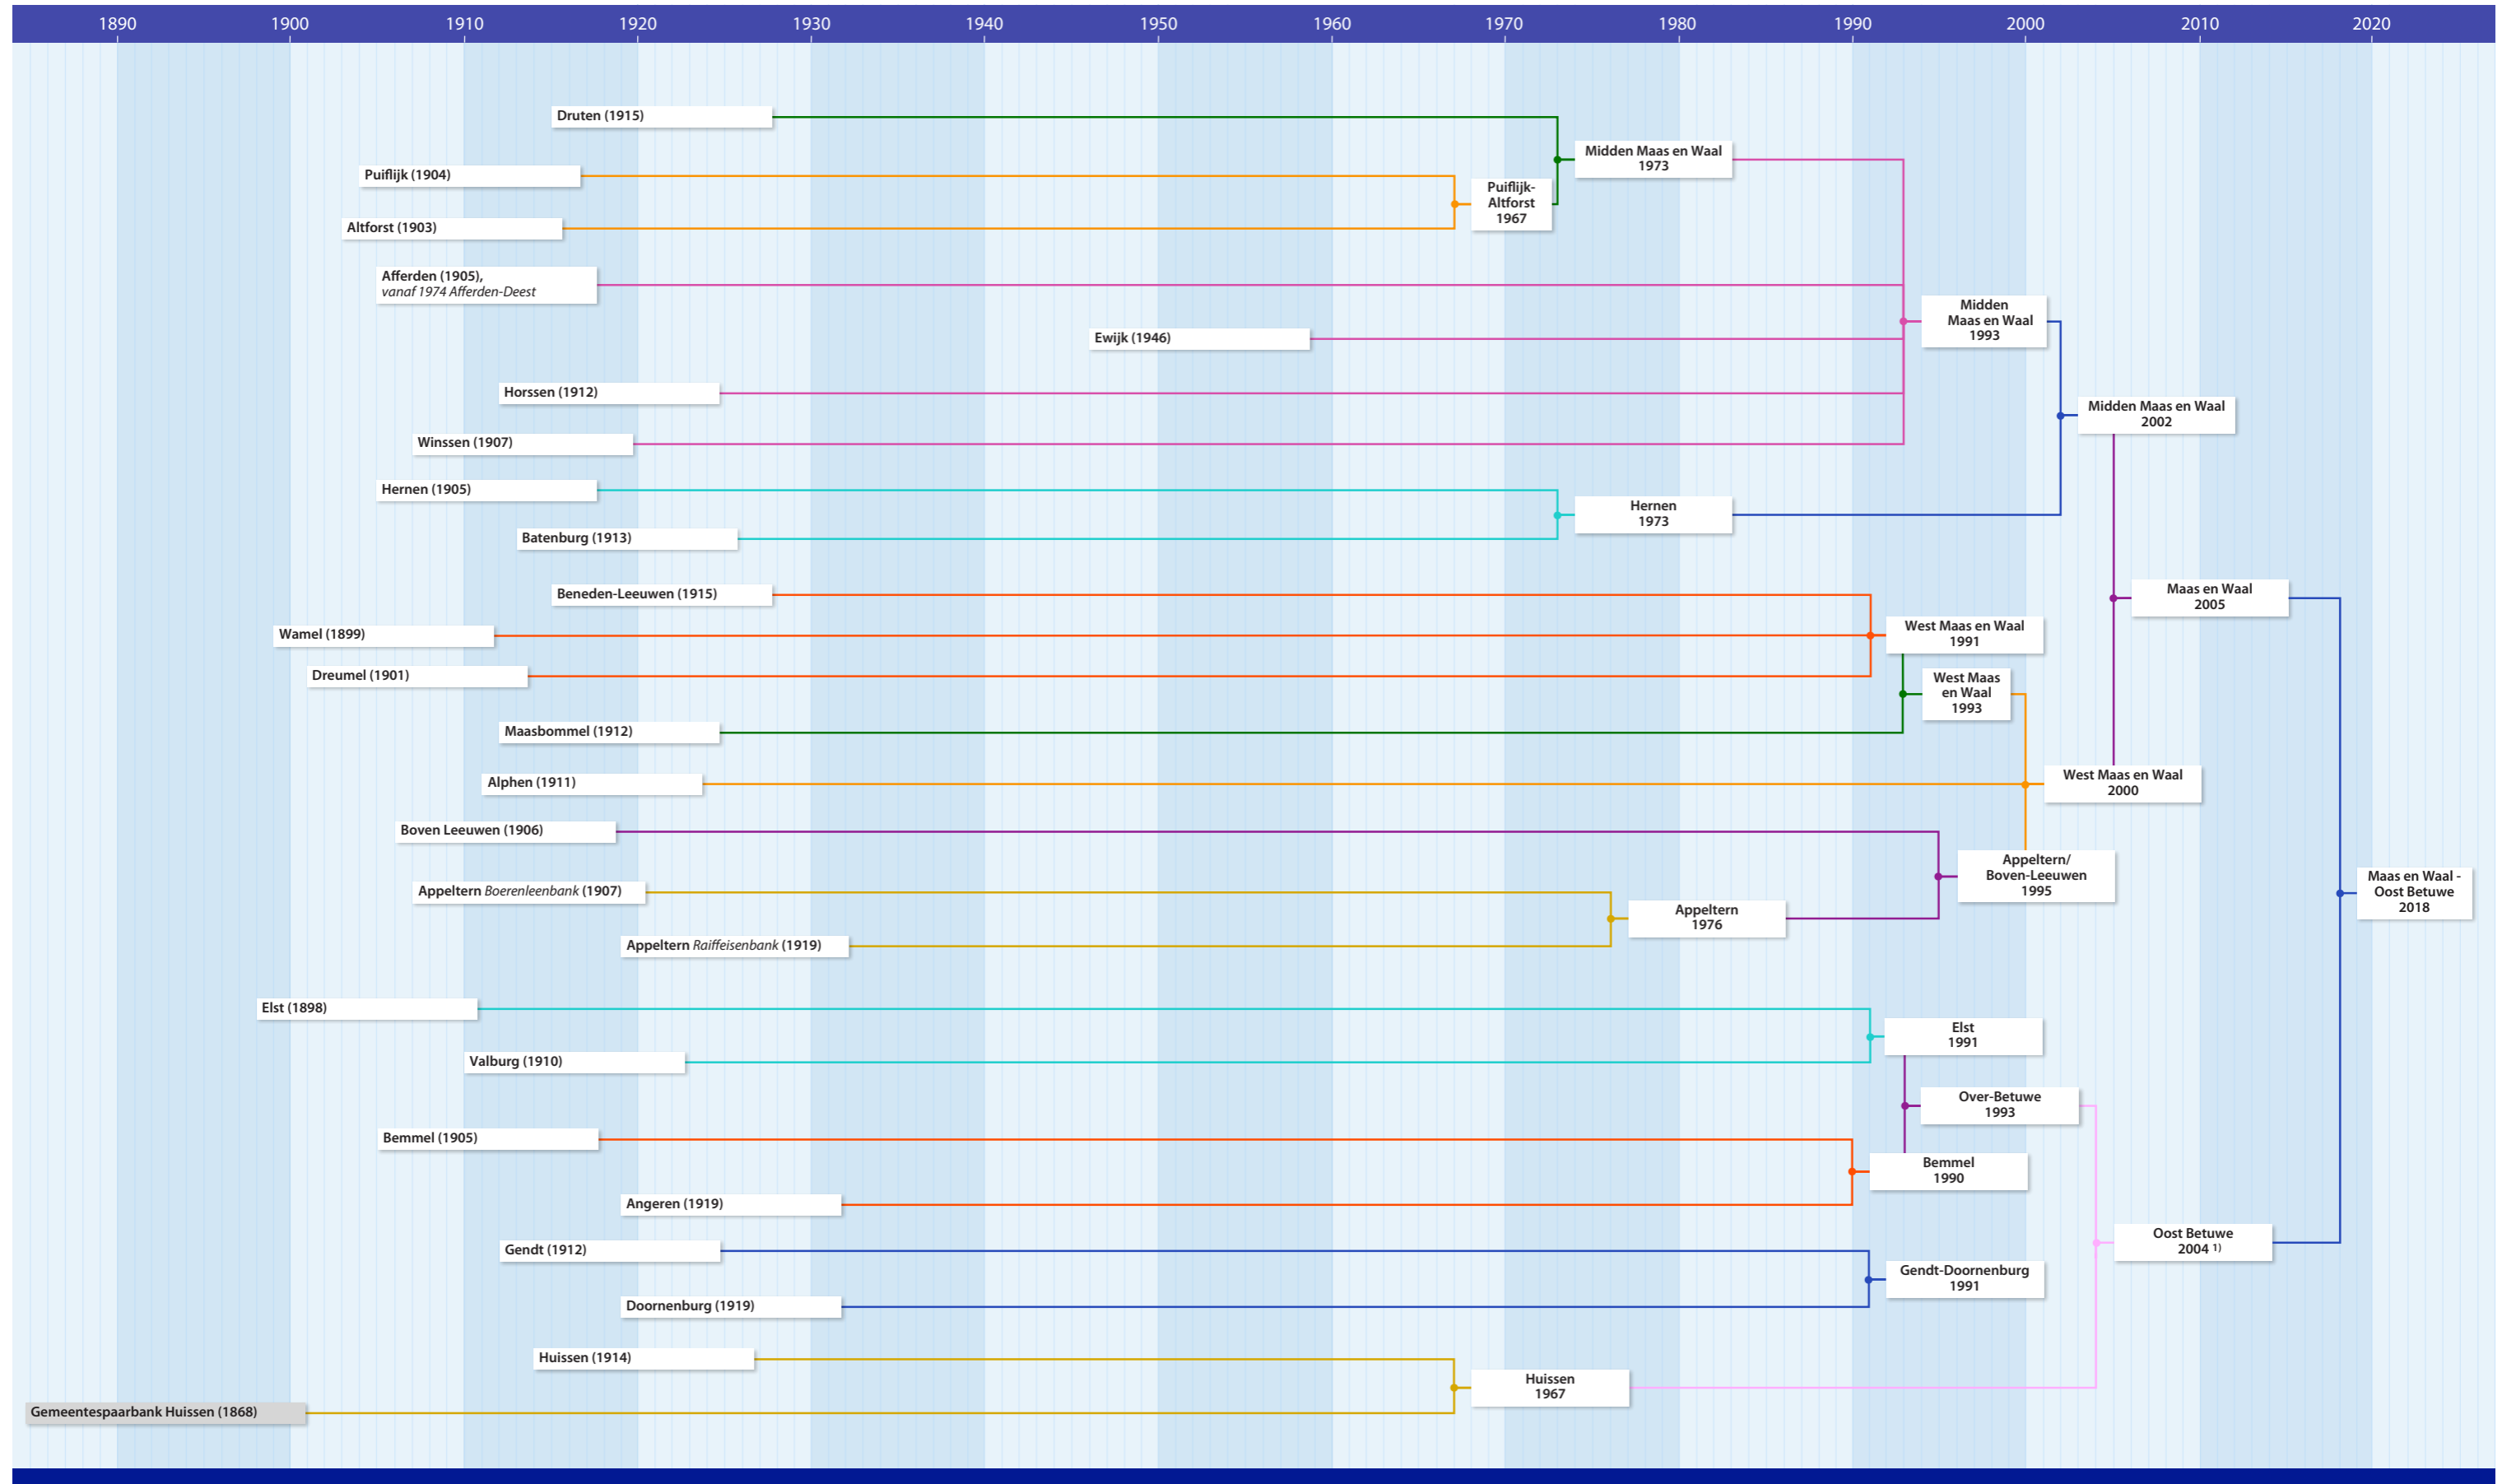 1890 1900 1910 1920 1930 1940 1950 1960 1970 1980 1990 2000 2010 2020
Druten (1915)
Midden Maas en Waal
1973
Puiflijk (1904)
Puiflijk-
Altforst
1967
Altforst (1903)
Afferden (1905),
vanaf 1974 Afferden-Deest
Midden
Maas en Waal
1993
Ewijk (1946)
Horssen (1912)
Midden Maas en Waal
2002
Winssen (1907)
Hernen (1905)
Hernen
1973
Batenburg (1913)
Beneden-Leeuwen (1915)
Maas en Waal
2005
Wamel (1899)
West Maas en Waal
1991
Dreumel (1901)
West Maas
en Waal
1993
Maasbommel (1912)
Alphen (1911)
West Maas en Waal
2000
Boven Leeuwen (1906)
Appeltern/
Boven-Leeuwen
1995
Maas en Waal -
Oost Betuwe
2018
Appeltern Boerenleenbank (1907)
Appeltern
1976
Appeltern Raiffeisenbank (1919)
Elst (1898)
Elst
1991
Valburg (1910)
Over-Betuwe
1993
Bemmel (1905)
Bemmel
1990
Angeren (1919)
Gendt (1912)
Oost Betuwe
2004 1)
Gendt-Doornenburg
1991
Doornenburg (1919)
Huissen (1914)
Huissen
1967
Gemeentespaarbank Huissen (1868)